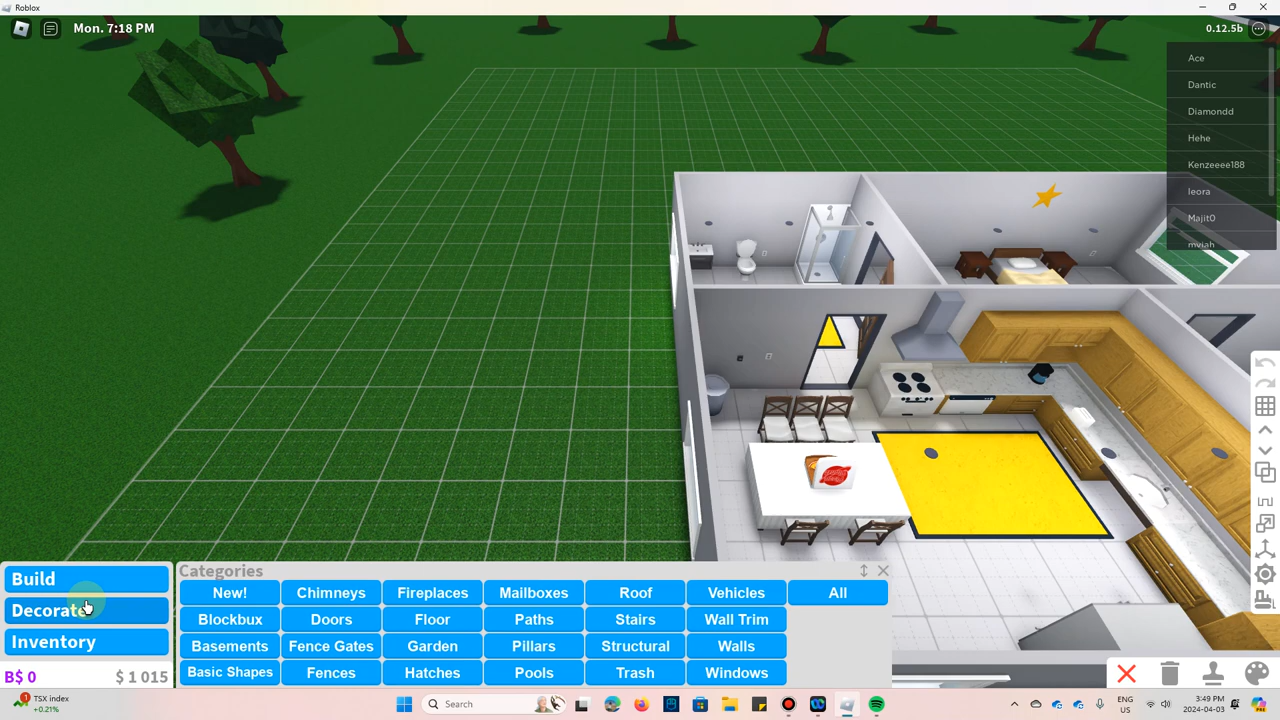 Roblox
Mon. 7:18 PM
0.12.5b
Ace
Dantic
Diamondd
Hehe
Kenzeeee188
leora
Majit0
mviah
Build
Decorate
Inventory
B$ 0 $ 1 015
Categories
New! Chimneys Fireplaces Mailboxes Roof Vehicles All
Blockbux Doors Floor Paths Stairs Wall Trim
Basements Fence Gates Garden Pillars Structural Walls
Basic Shapes Fences Hatches Pools Trash Windows
TSX index
+0.21%
Search
ENG
US
3:49 PM
2024-04-03